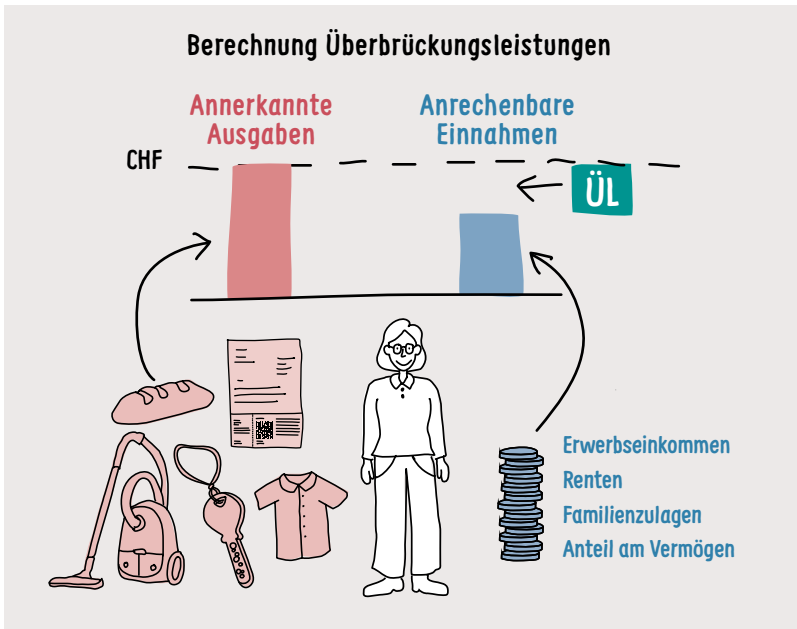 Berechnung Überbrückungsleistungen
Annerkannte
Ausgaben
Anrechenbare
Einnahmen
CHF
ÜL
Erwerbseinkommen
Renten
Familienzulagen
Anteil am Vermögen